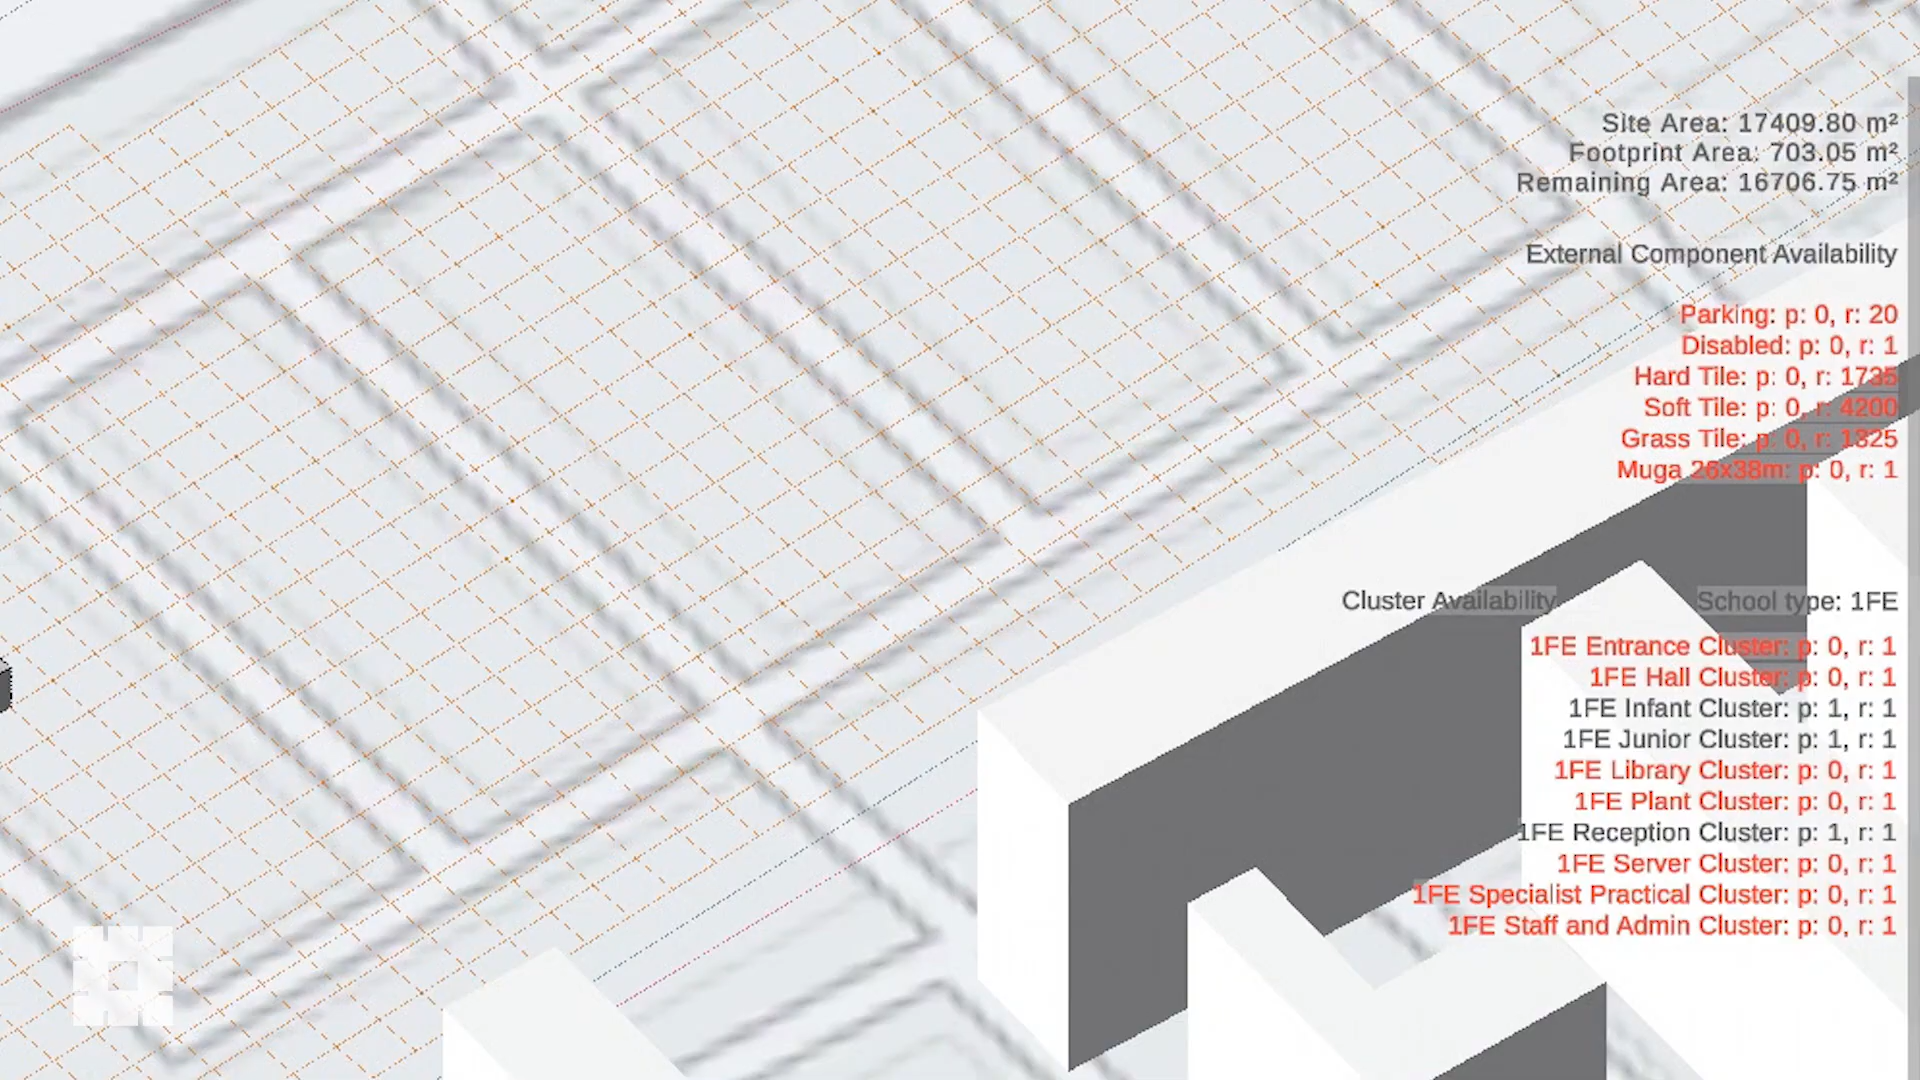 Site Area: 17409.80 m²
Footprint Area: 703.05 m²
Remaining Area: 16706.75 m²
External Component Availability
Parking: p: 0, r: 20
Disabled: p: 0, r: 1
Hard Tile: p: 0, r: 1735
Soft Tile: p: 0, r: 4200
Grass Tile: p: 0, r: 1325
Muga 26x38m: p: 0, r: 1
Cluster Availability School type: 1FE
1FE Entrance Cluster: p: 0, r: 1
1FE Hall Cluster: p: 0, r: 1
1FE Infant Cluster: p: 1, r: 1
1FE Junior Cluster: p: 1, r: 1
1FE Library Cluster: p: 0, r: 1
1FE Plant Cluster: p: 0, r: 1
1FE Reception Cluster: p: 1, r: 1
1FE Server Cluster: p: 0, r: 1
1FE Specialist Practical Cluster: p: 0, r: 1
1FE Staff and Admin Cluster: p: 0, r: 1